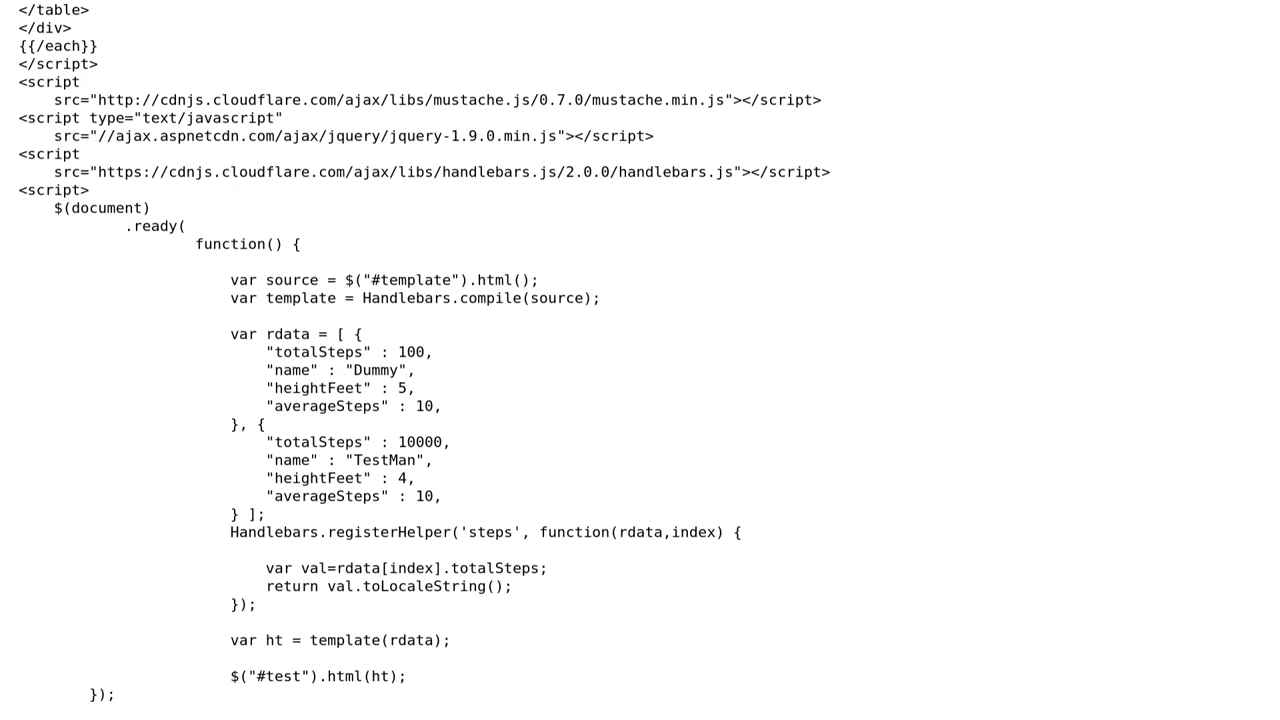 </table>
</div>
{{/each}}
</script>
<script
    src="http://cdnjs.cloudflare.com/ajax/libs/mustache.js/0.7.0/mustache.min.js"></script>
<script type="text/javascript"
    src="//ajax.aspnetcdn.com/ajax/jquery/jquery-1.9.0.min.js"></script>
<script
    src="https://cdnjs.cloudflare.com/ajax/libs/handlebars.js/2.0.0/handlebars.js"></script>
<script>
    $(document)
            .ready(
                    function() {

                        var source = $("#template").html();
                        var template = Handlebars.compile(source);

                        var rdata = [ {
                            "totalSteps" : 100,
                            "name" : "Dummy",
                            "heightFeet" : 5,
                            "averageSteps" : 10,
                        }, {
                            "totalSteps" : 10000,
                            "name" : "TestMan",
                            "heightFeet" : 4,
                            "averageSteps" : 10,
                        } ];
                        Handlebars.registerHelper('steps', function(rdata,index) {

                            var val=rdata[index].totalSteps;
                            return val.toLocaleString();
                        });

                        var ht = template(rdata);

                        $("#test").html(ht);
        });